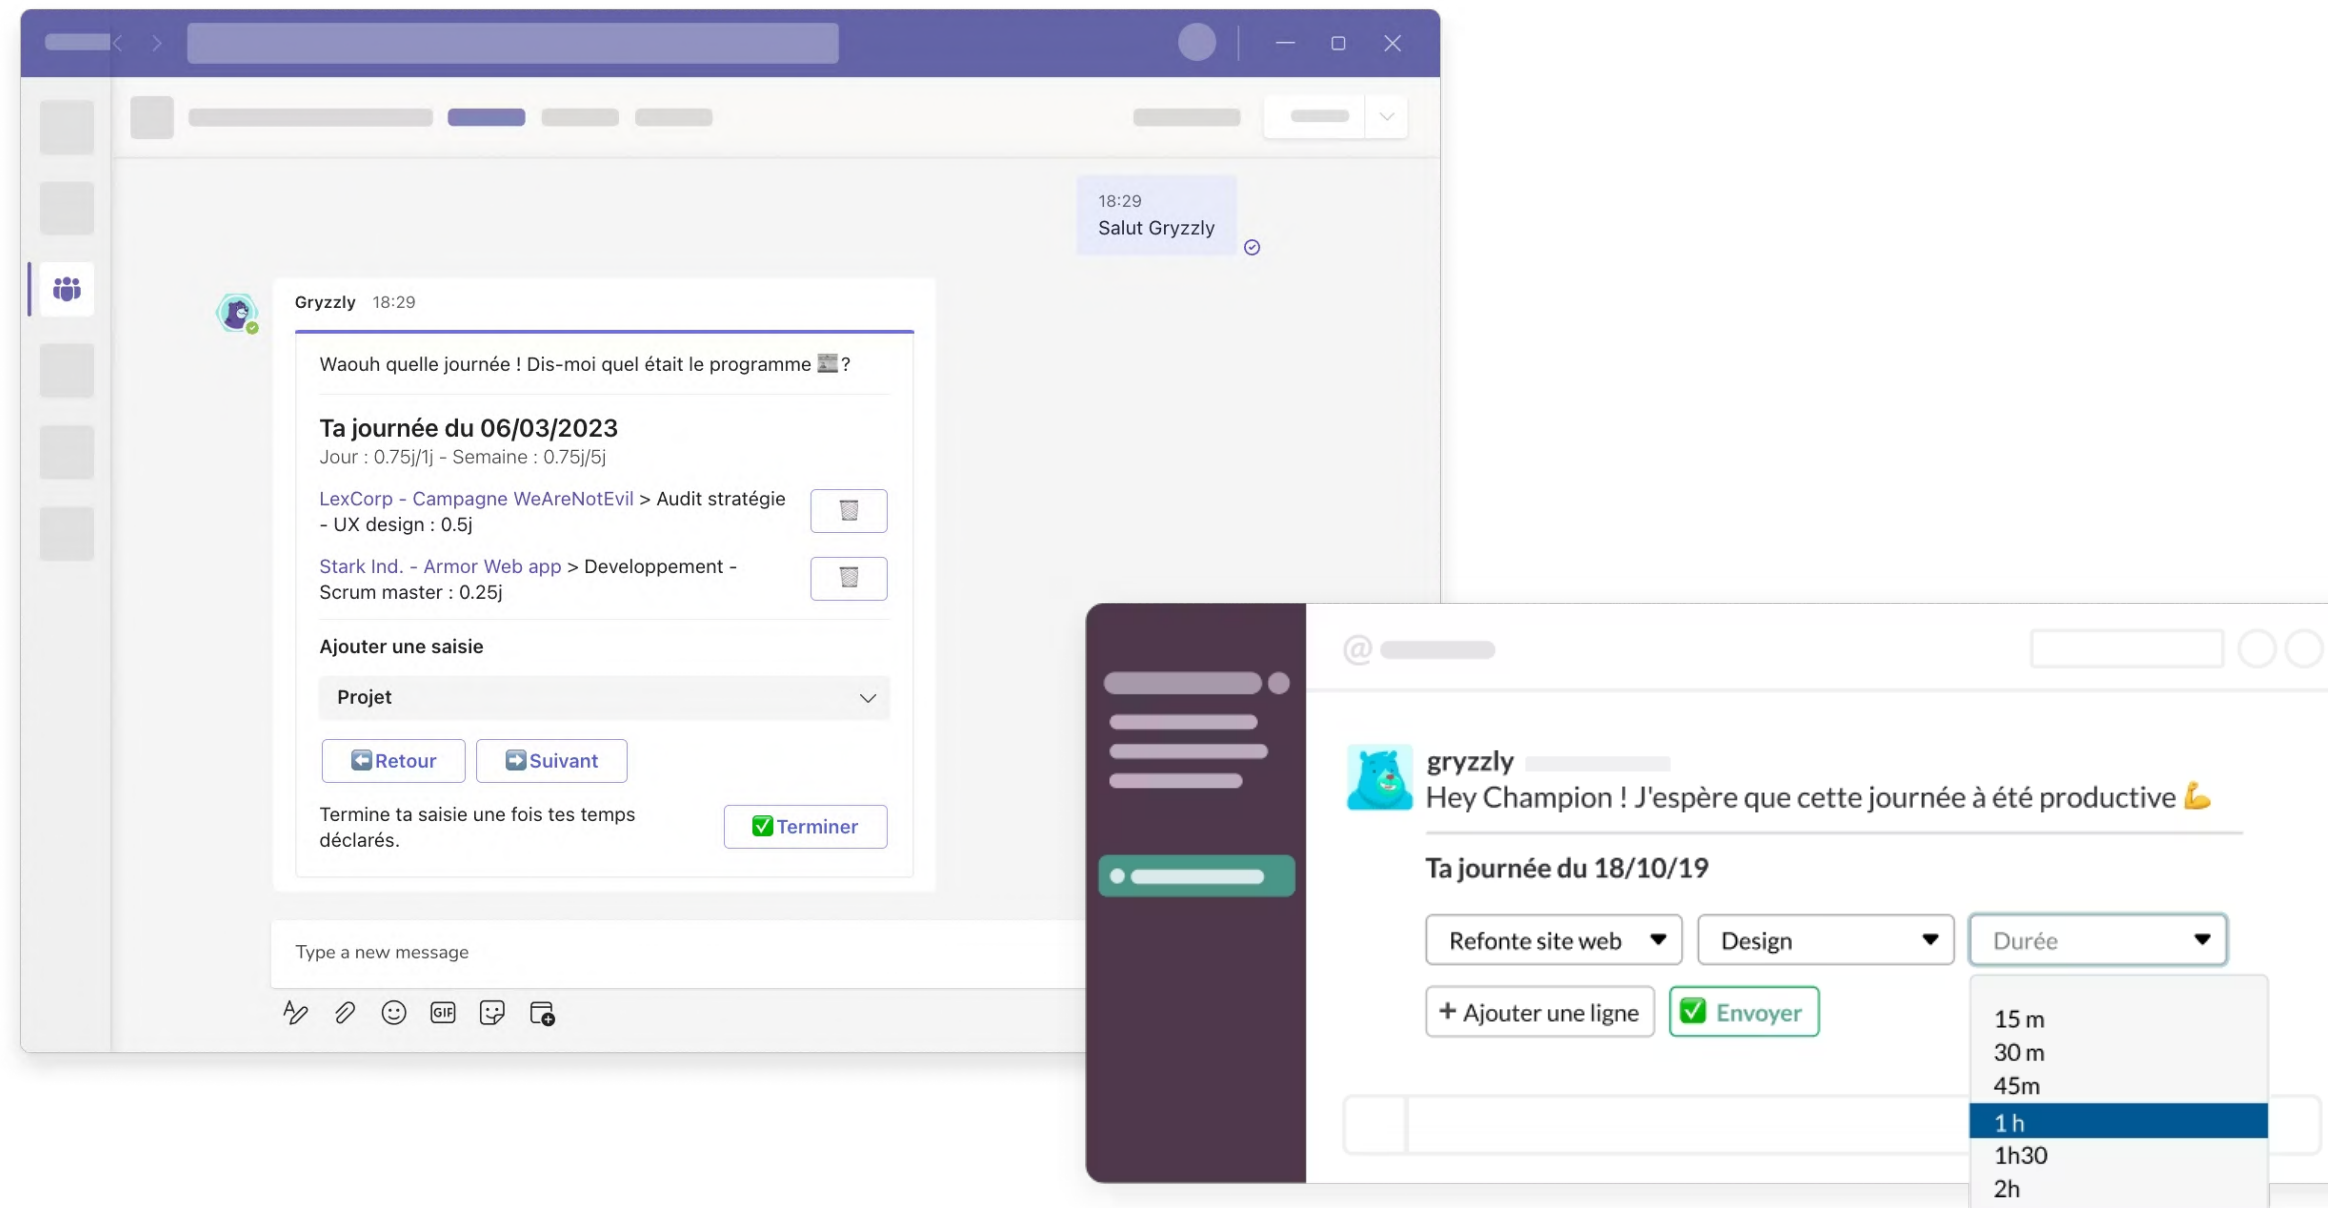 18:29
Salut Gryzzly
Gryzzly 18:29
Waouh quelle journée ! Dis-moi quel était le programme ?
Ta journée du 06/03/2023
Jour : 0.75j/1j - Semaine : 0.75j/5j
LexCorp - Campagne WeAreNotEvil > Audit stratégie
- UX design : 0.5j
Stark Ind. - Armor Web app > Developpement -
Scrum master : 0.25j
Ajouter une saisie
Projet
Retour Suivant
Termine ta saisie une fois tes temps
déclarés.
Terminer
Type a new message
GIF
@
gryzzly
Hey Champion ! J'espère que cette journée à été productive 💪
Ta journée du 18/10/19
Refonte site web Design Durée
+ Ajouter une ligne ✅ Envoyer
15 m
30 m
45m
1 h
1h30
2h